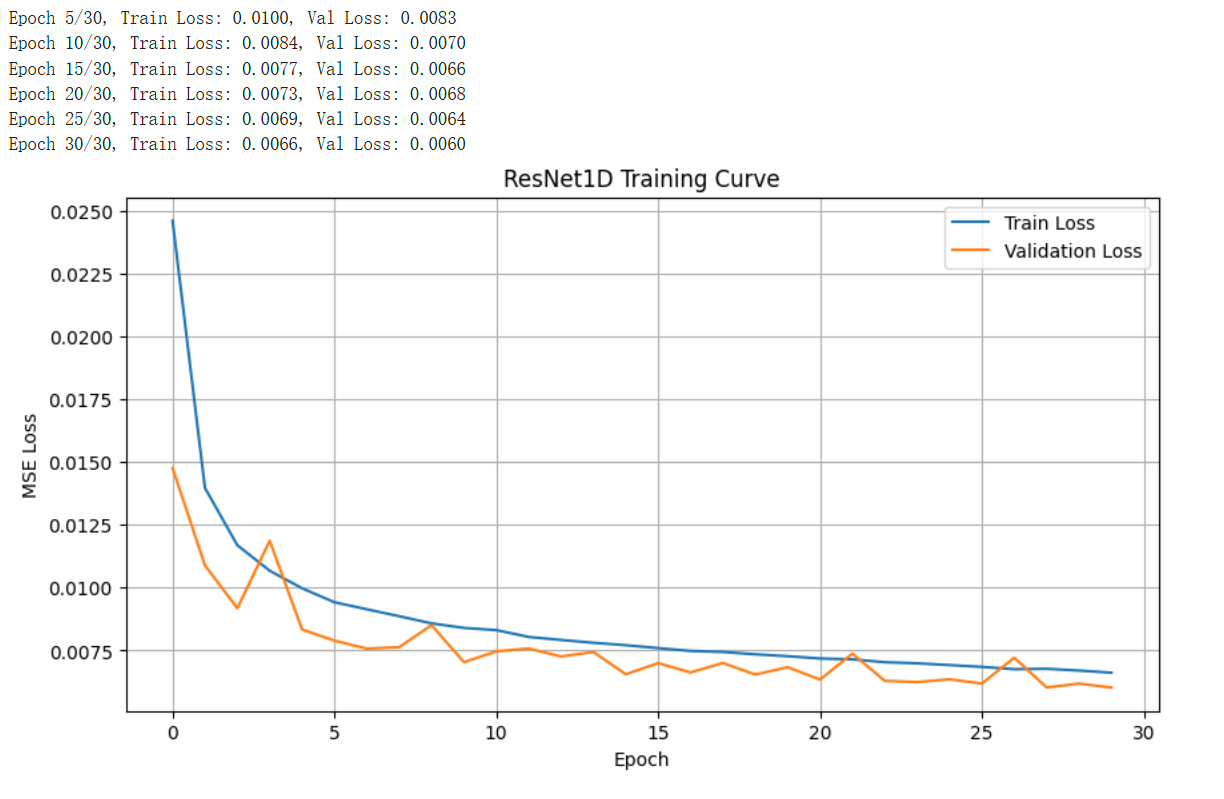 Epoch 5/30, Train Loss: 0.0100, Val Loss: 0.0083
Epoch 10/30, Train Loss: 0.0084, Val Loss: 0.0070
Epoch 15/30, Train Loss: 0.0077, Val Loss: 0.0066
Epoch 20/30, Train Loss: 0.0073, Val Loss: 0.0068
Epoch 25/30, Train Loss: 0.0069, Val Loss: 0.0064
Epoch 30/30, Train Loss: 0.0066, Val Loss: 0.0060
ResNet1D Training Curve
Train Loss
Validation Loss
MSE Loss
0.0250
0.0225
0.0200
0.0175
0.0150
0.0125
0.0100
0.0075
0
5
10
15
20
25
30
Epoch